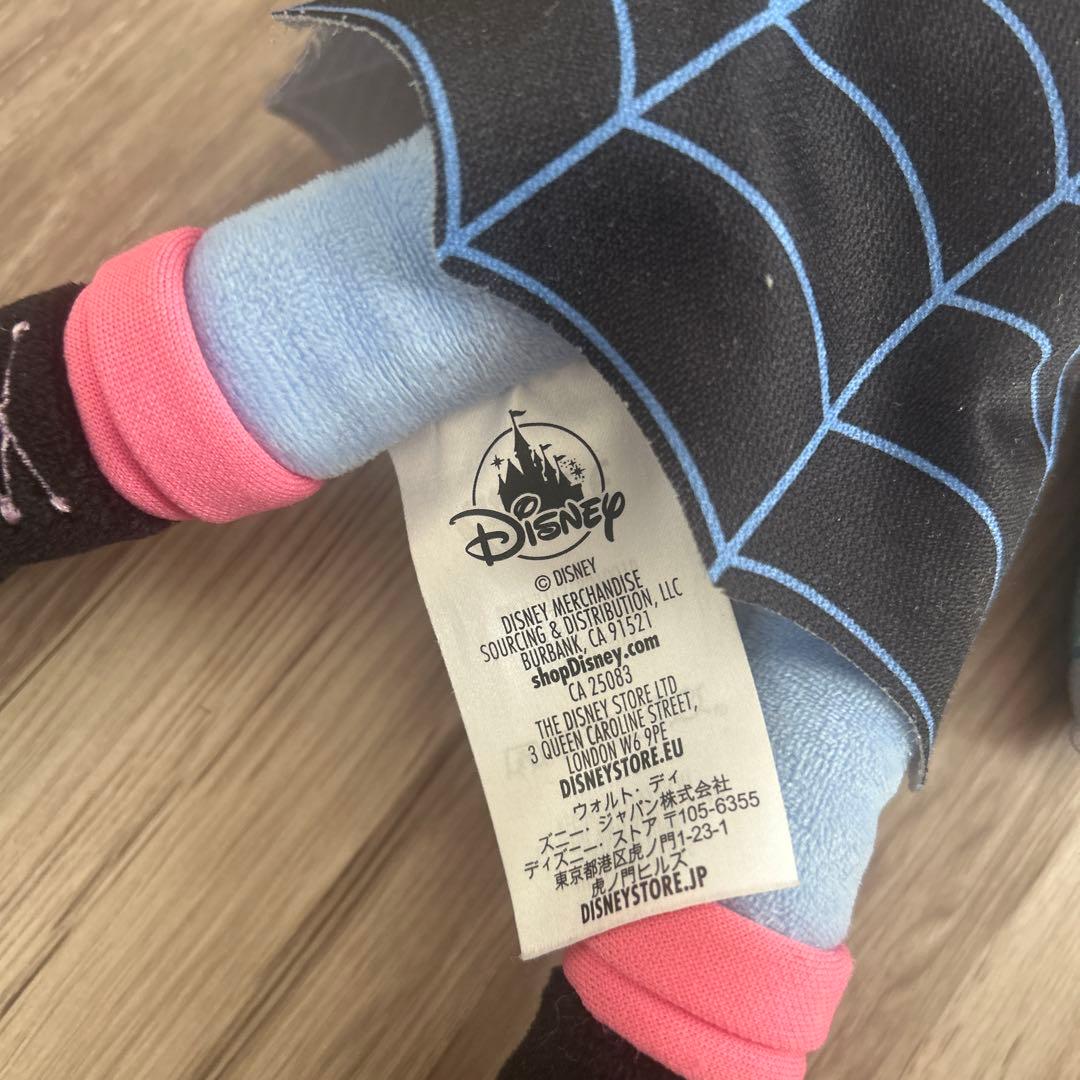 Disney
© DISNEY
DISNEY MERCHANDISE
SOURCING & DISTRIBUTION, LLC
BURBANK, CA 91521
shopDisney.com
CA 25083
THE DISNEY STORE LTD
3 QUEEN CAROLINE STREET,
LONDON W6 9PE
DISNEYSTORE.EU
ウォルト・ディ
ズニー・ジャパン株式会社
ディズニー・ストア 〒105-6355
東京都港区虎ノ門1-23-1
虎ノ門ヒルズ
DISNEYSTORE.JP